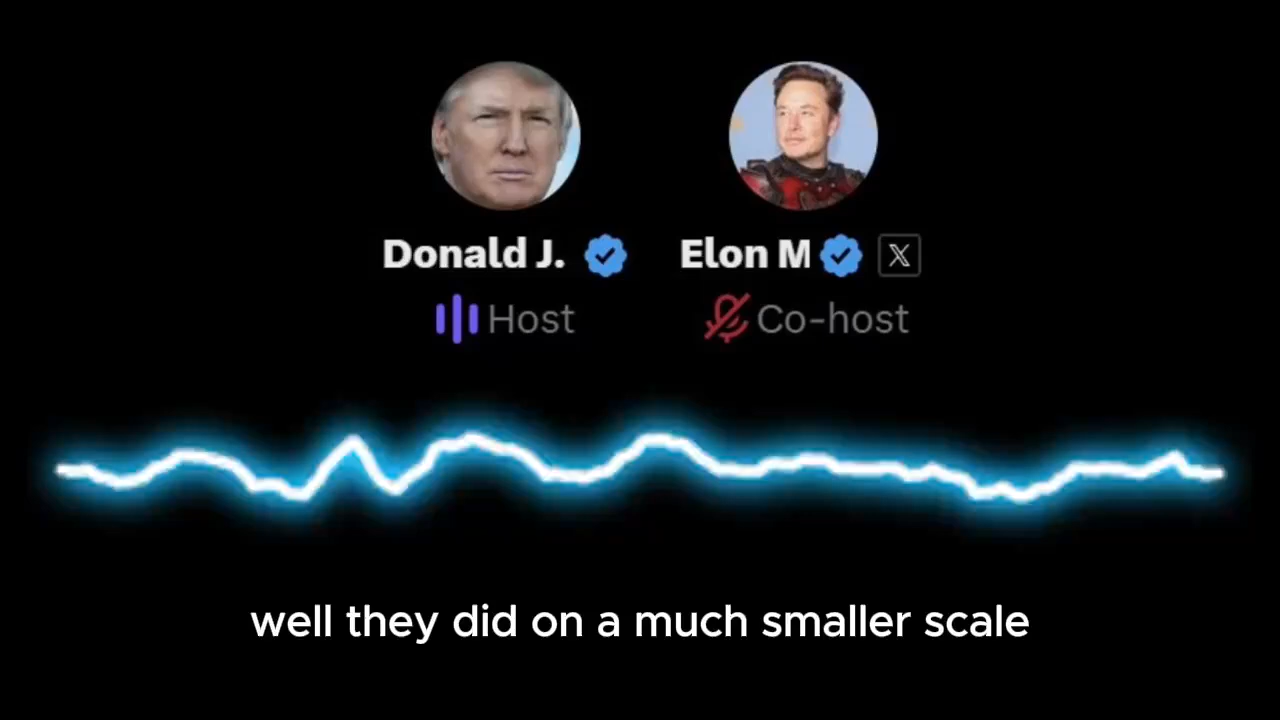 Donald J. Elon M X
Host Co-host
well they did on a much smaller scale